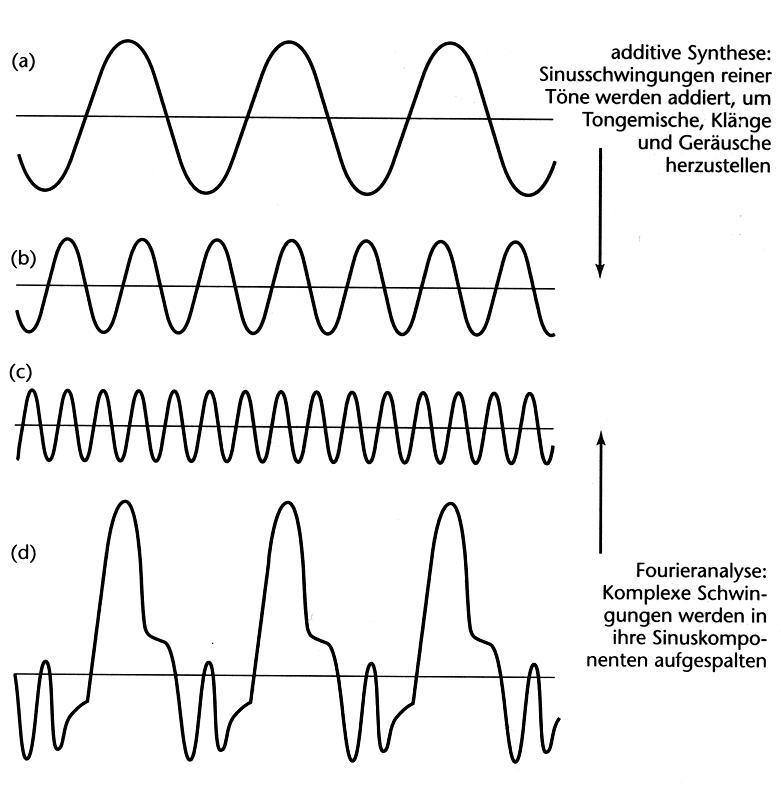 (a)
additive Synthese:
Sinusschwingungen reiner
Töne werden addiert, um
Tongemische, Klänge
und Geräusche
herzustellen
(b)
(c)
(d)
Fourieranalyse:
Komplexe Schwin-
gungen werden in
ihre Sinuskompo-
nenten aufgespalten